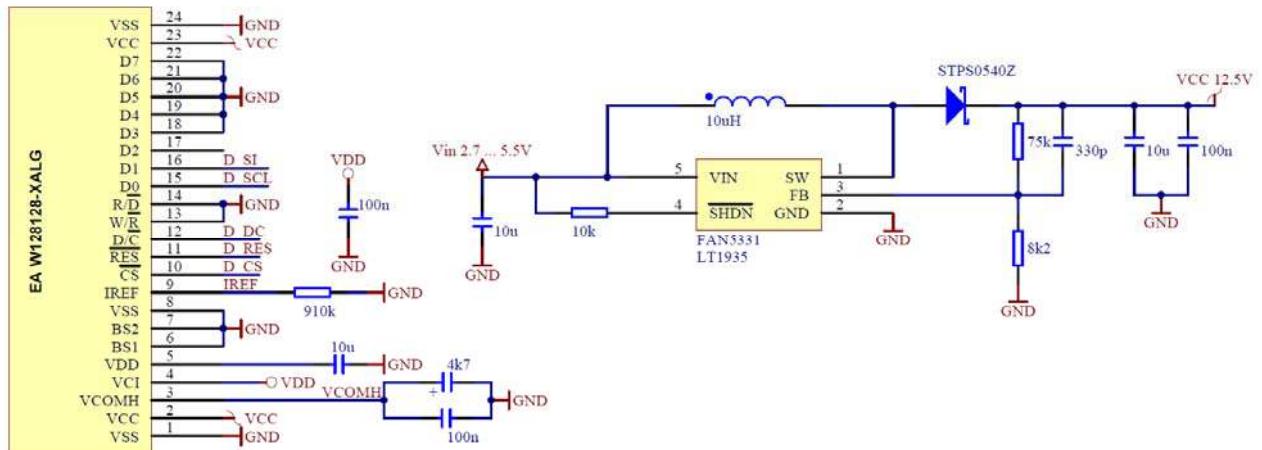 EA W128128-XALG
VSS 24 GND
VCC 23 VCC
D7 22
D6 21
D5 20 GND
D4 19
D3 18
D2 17
D1 16 D_SI
D0 15 D_SCL
R/D 14 GND
W/R 13
D/C 12 D_DC
RES 11 D_RES
CS 10 D_CS
IREF 9 IREF 910k GND
VSS 8
BS2 7 GND
BS1 6
VDD 5 10u GND
VCI 4 VDD
VCOMH 3 VCOMH 4k7 + 100n GND
VCC 2 VCC
VSS 1 GND
VDD
100n
GND
Vin 2.7 ... 5.5V
10u
GND
10k
10uH
5 VIN SW 1
FB 3
4 SHDN GND 2
FAN5331
LT1935
GND
STPS0540Z
VCC 12.5V
75k 330p 10u 100n
GND
8k2
GND